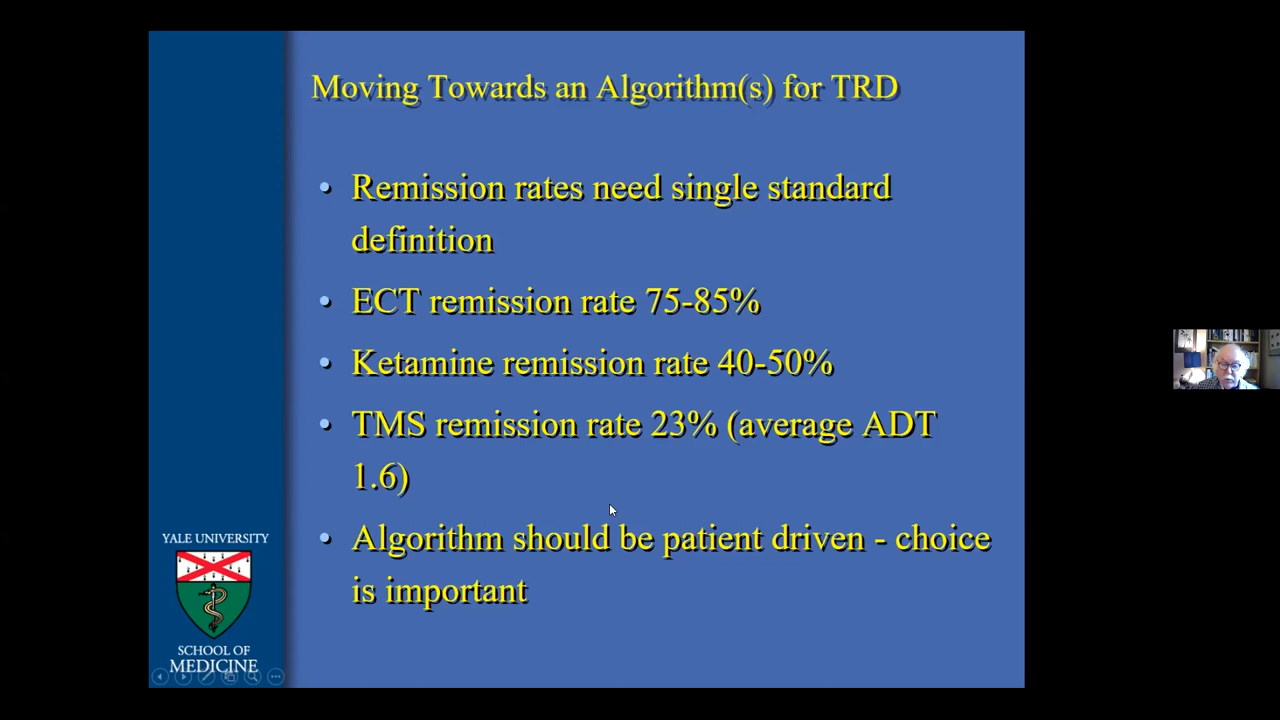 Moving Towards an Algorithm(s) for TRD
• Remission rates need single standard
definition
• ECT remission rate 75-85%
• Ketamine remission rate 40-50%
• TMS remission rate 23% (average ADT
1.6)
• Algorithm should be patient driven - choice
is important
YALE UNIVERSITY
SCHOOL OF
MEDICINE